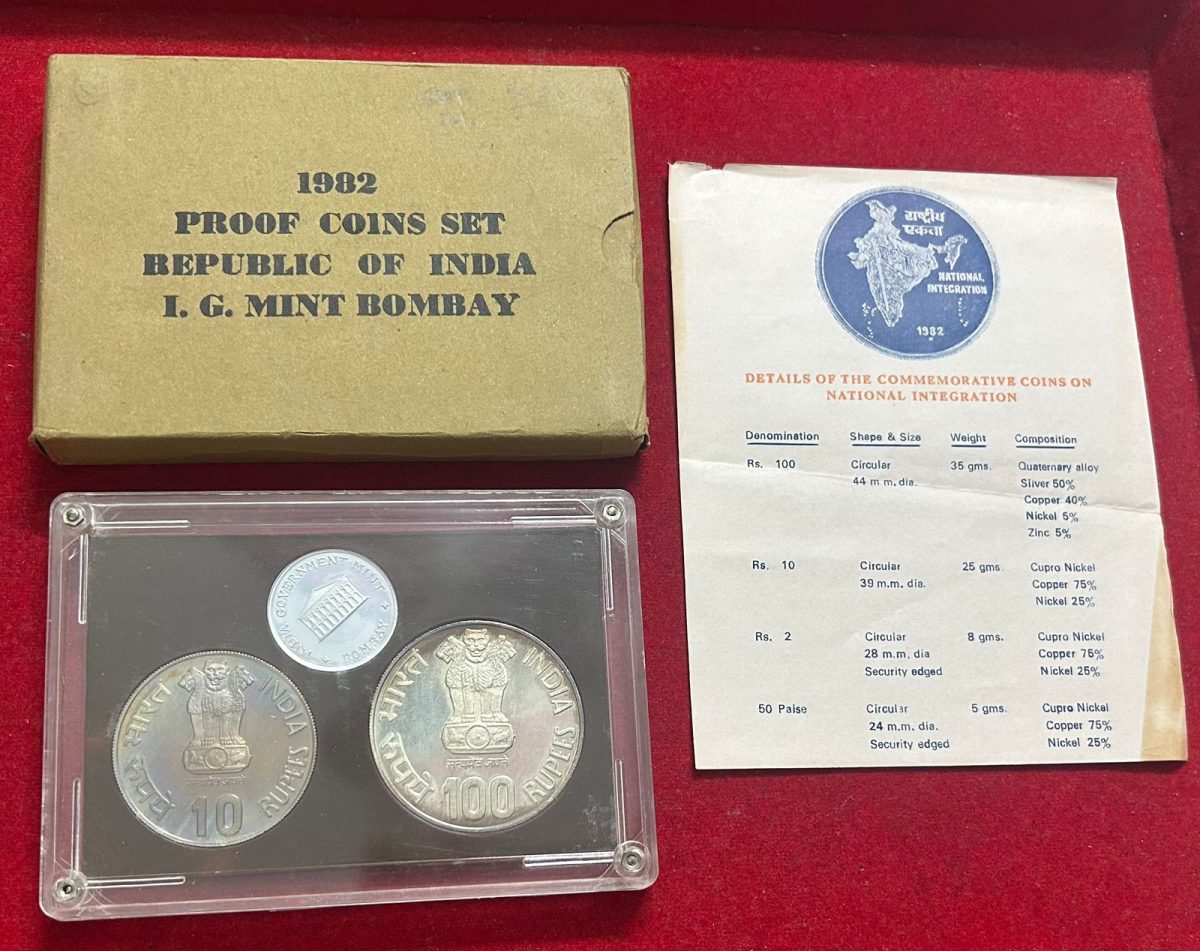 1982
PROOF COINS SET
REPUBLIC OF INDIA
I. G. MINT BOMBAY
राष्ट्रीय
एकता
NATIONAL
INTEGRATION
1982
DETAILS OF THE COMMEMORATIVE COINS ON
NATIONAL INTEGRATION
Denomination Shape & Size Weight Composition
Rs. 100 Circular 35 gms. Quaternary alloy
44 m m. dia. Silver 50%
Copper 40%
Nickel 5%
Zinc 5%
Rs. 10 Circular 25 gms. Cupro Nickel
39 m.m. dia. Copper 75%
Nickel 25%
Rs. 2 Circular 8 gms. Cupro Nickel
28 m.m. dia Copper 75%
Security edged Nickel 25%
50 Paise Circular 5 gms. Cupro Nickel
24 m.m. dia. Copper 75%
Security edged Nickel 25%
INDIA GOVERNMENT MINT
BOMBAY
भारत INDIA
रुपये 10 RUPEES
भारत INDIA
सत्यमेव जयते
रुपये 100 RUPEES